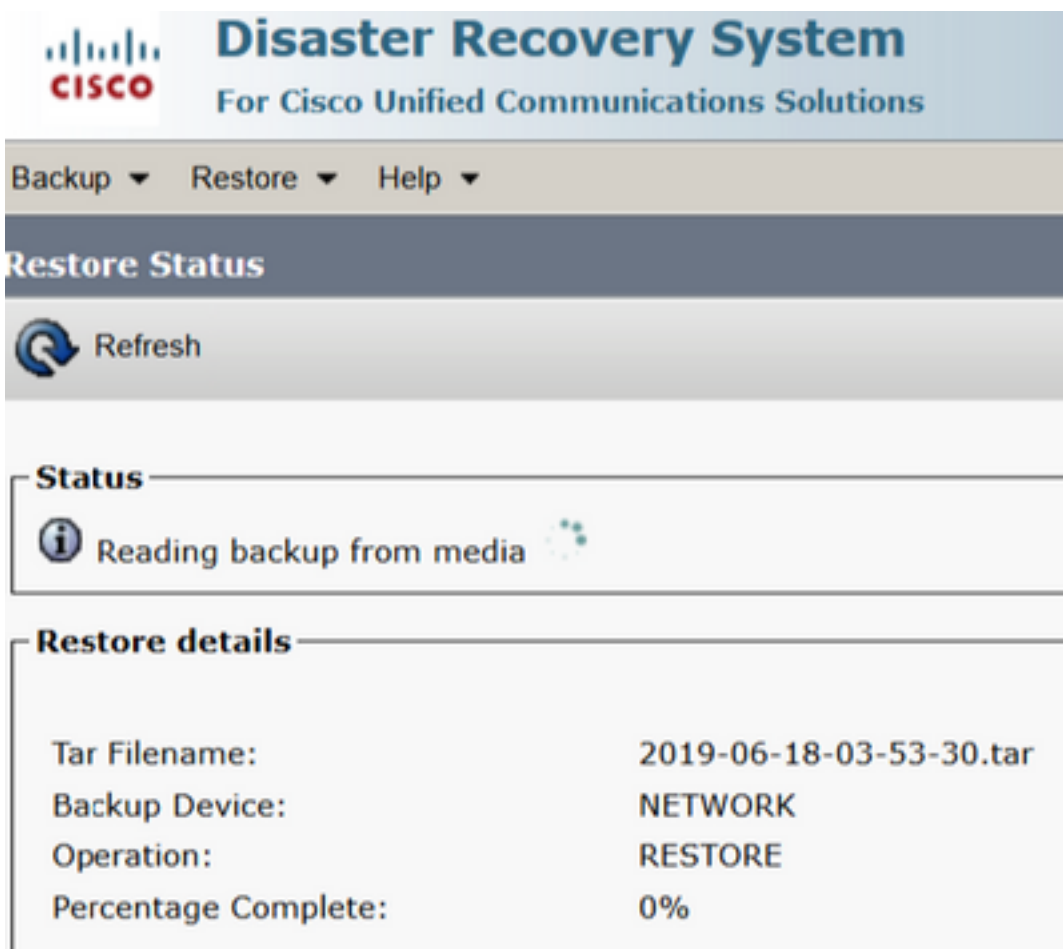 CISCO
Disaster Recovery System
For Cisco Unified Communications Solutions
Backup Restore Help
Restore Status
Refresh
Status
Reading backup from media
Restore details
Tar Filename: 2019-06-18-03-53-30.tar
Backup Device: NETWORK
Operation: RESTORE
Percentage Complete: 0%